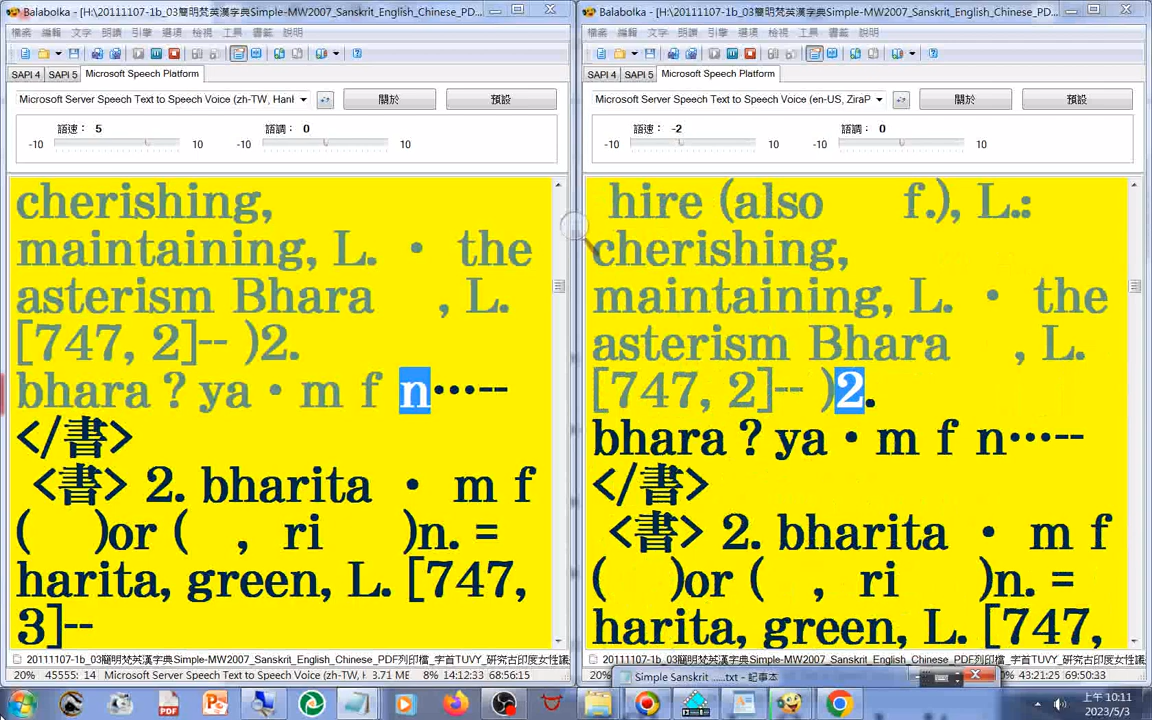 Balabolka - [H:\20111107-1b_03簡明梵英漢字典Simple-MW2007_Sanskrit_English_Chinese_PD...
檔案 編輯 文字 朗讀 引擎 選項 檢視 工具 書籤 說明
SAPI 4 SAPI 5 Microsoft Speech Platform
Microsoft Server Speech Text to Speech Voice (zh-TW, Hanl 關於 預設
語速： 5 語調： 0
-10 10 -10 10
cherishing,
maintaining, L. • the
asterism Bhara , L.
[747, 2]-- )2.
bhara？ya • m f n•••--
</書>
<書> 2. bharita • m f
( )or ( , ri )n. =
harita, green, L. [747,
3]--
20111107-1b_03簡明梵英漢字典Simple-MW2007_Sanskrit_English_Chinese_PDF列印檔_字首TUVY_研究古印度女性議
20% 45555: 14 Microsoft Server Speech Text to Speech Voice (zh-TW, 3.71 ME 8% 14:12:33 68:56:15
Balabolka - [H:\20111107-1b_03簡明梵英漢字典Simple-MW2007_Sanskrit_English_Chinese_PD...
檔案 編輯 文字 朗讀 引擎 選項 檢視 工具 書籤 說明
SAPI 4 SAPI 5 Microsoft Speech Platform
Microsoft Server Speech Text to Speech Voice (en-US, ZiraP 關於 預設
語速： -2 語調： 0
-10 10 -10 10
hire (also f.), L.:
cherishing,
maintaining, L. • the
asterism Bhara , L.
[747, 2]-- )2.
bhara？ya • m f n•••--
</書>
<書> 2. bharita • m f
( )or ( , ri )n. =
harita, green, L. [747,
20111107-1b_03簡明梵英漢字典Simple-MW2007_Sanskrit_English_Chinese_PDF列印檔_字首TUVY_研究古印度女性議
20% 43:21:25 69:50:33
Simple Sanskrit ......txt - 記事本
上午 10:11
2023/5/3